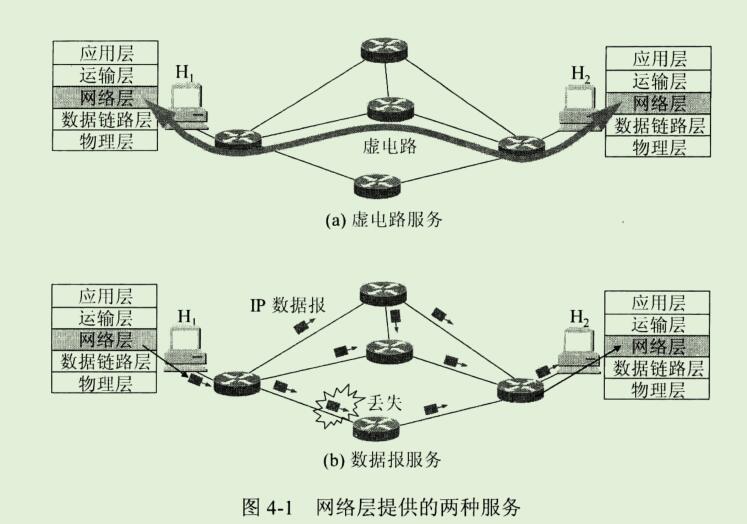 应用层
运输层
网络层
数据链路层
物理层
H₁
虚电路
H₂
应用层
运输层
网络层
数据链路层
物理层
(a) 虚电路服务
应用层
运输层
网络层
数据链路层
物理层
H₁
IP 数据报
丢失
H₂
应用层
运输层
网络层
数据链路层
物理层
(b) 数据报服务
图 4-1 网络层提供的两种服务